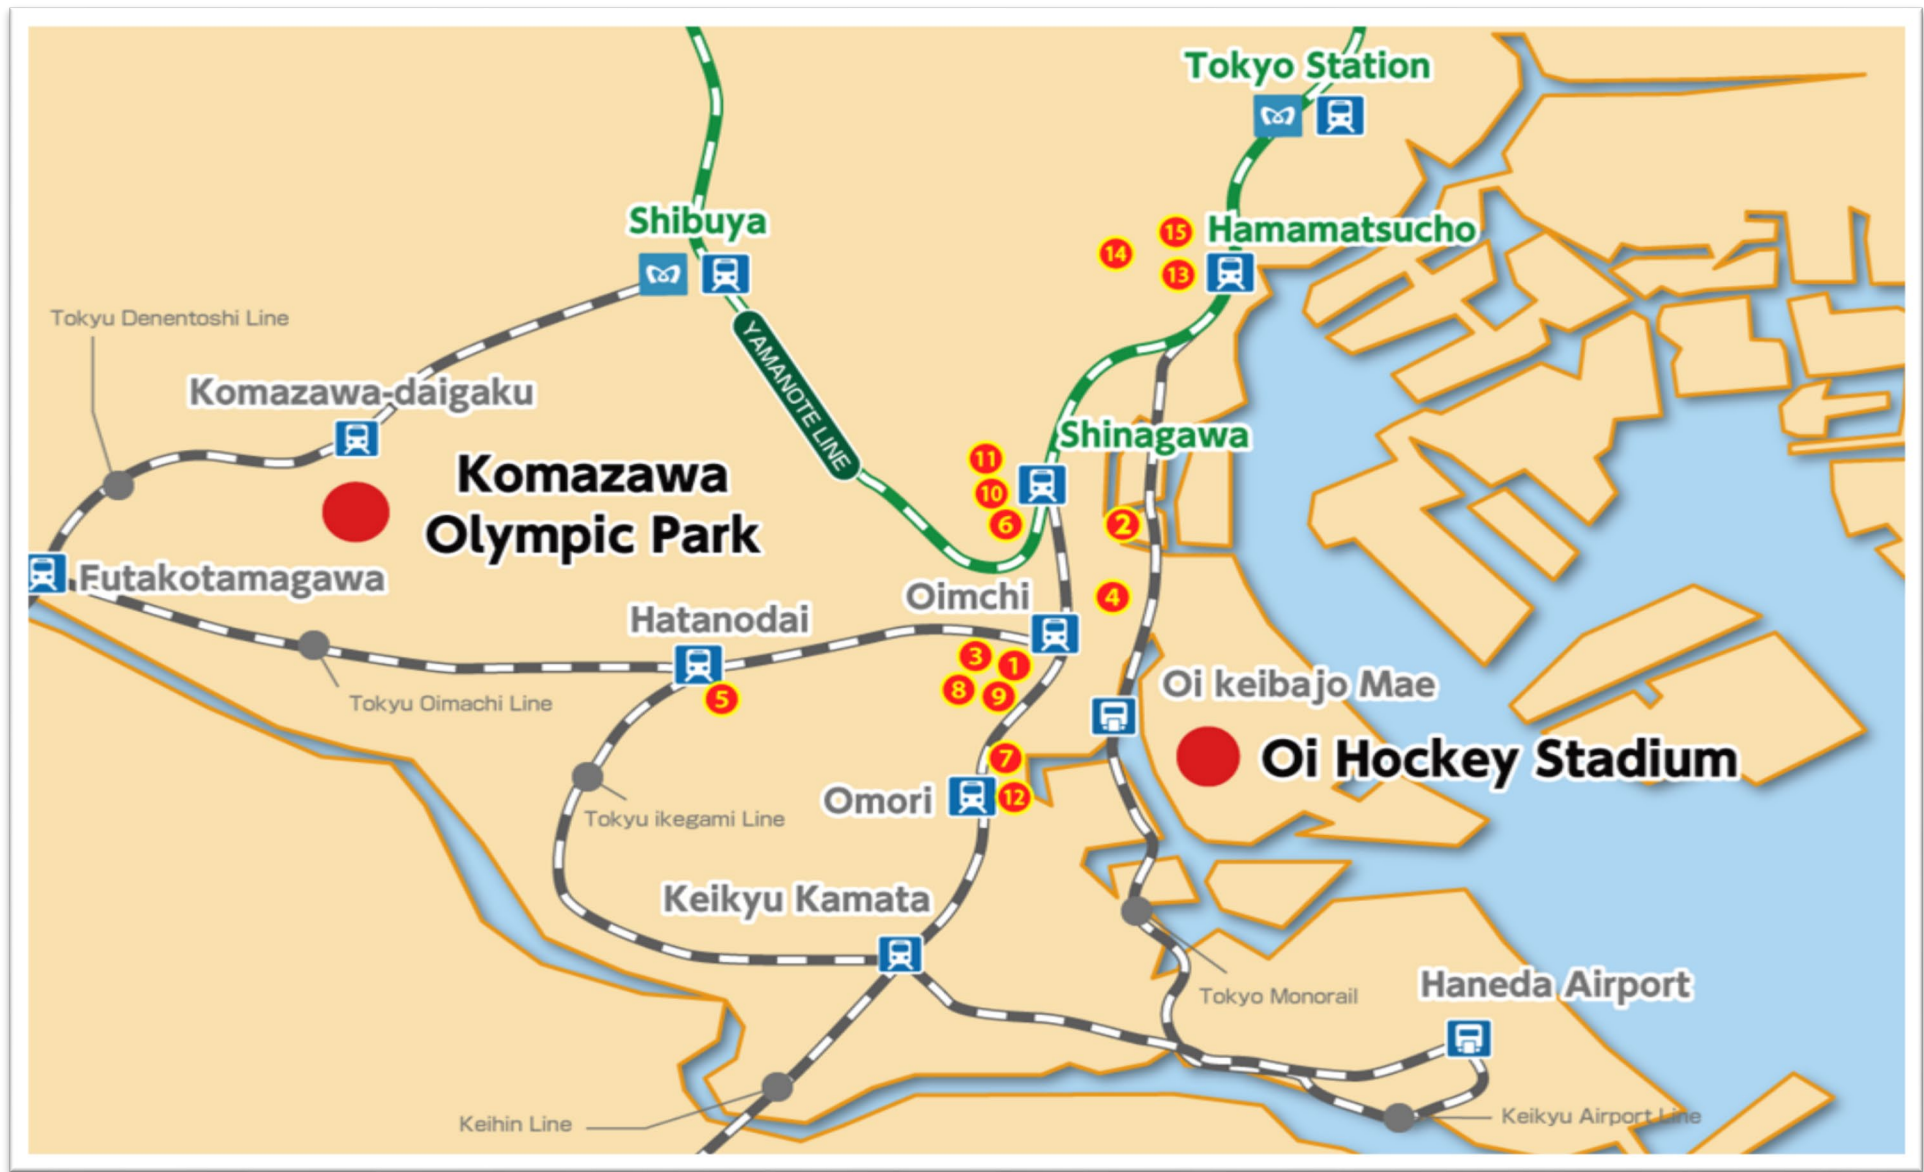 Tokyo Station
Shibuya
15
Hamamatsucho
14
13
Tokyu Denentoshi Line
YAMANOTE LINE
Komazawa-daigaku
Shinagawa
11
10
6
2
Komazawa
Olympic Park
Futakotamagawa
Oimchi
4
Hatanodai
3
1
8
9
5
Tokyu Oimachi Line
Oi keibajo Mae
Oi Hockey Stadium
7
Omori
12
Tokyu ikegami Line
Keikyu Kamata
Haneda Airport
Tokyo Monorail
Keihin Line
Keikyu Airport Line